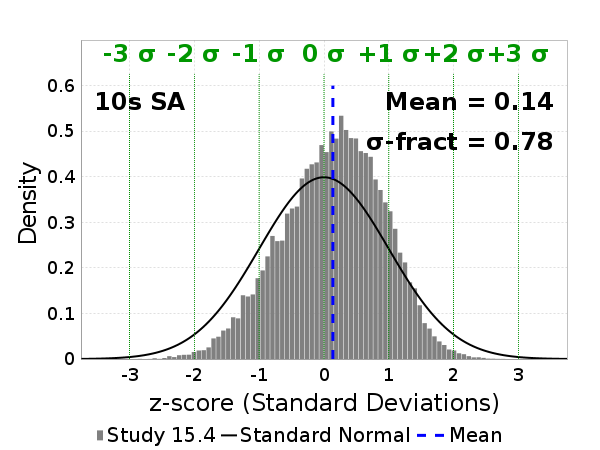 -3 σ -2 σ -1 σ 0 σ +1 σ +2 σ +3 σ
0.6
10s SA
Mean = 0.14
0.5
σ-fract = 0.78
0.4
0.3
0.2
0.1
0
Density
-3 -2 -1 0 1 2 3
z-score (Standard Deviations)
Study 15.4 Standard Normal Mean